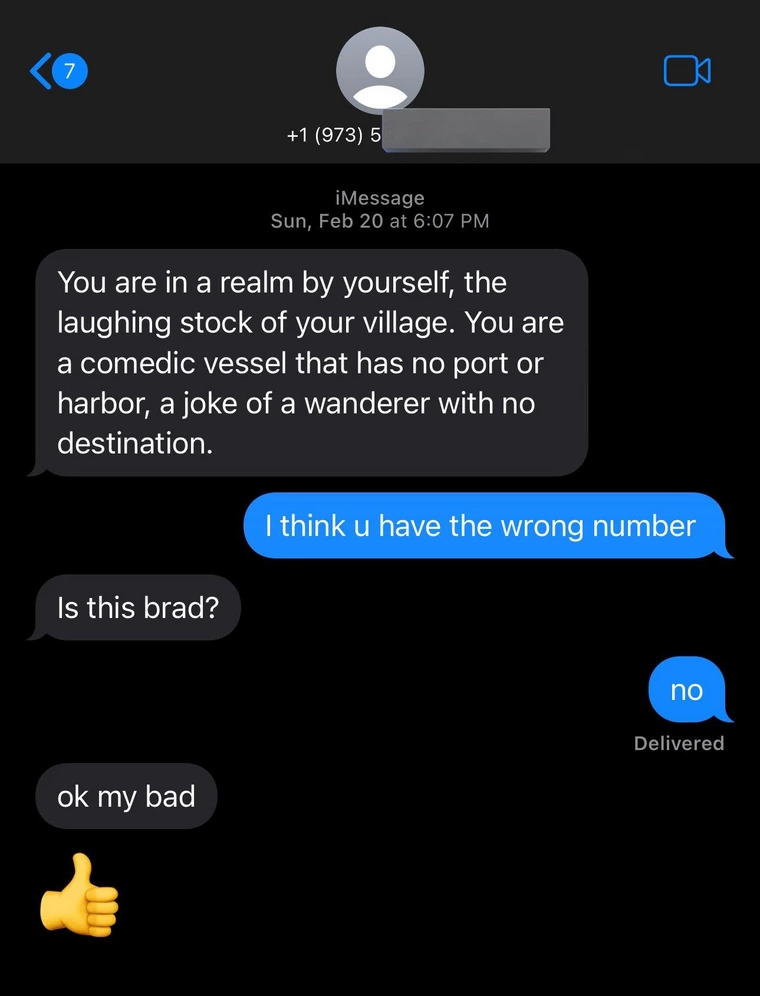 7
+1 (973) 5
iMessage
Sun, Feb 20 at 6:07 PM
You are in a realm by yourself, the
laughing stock of your village. You are
a comedic vessel that has no port or
harbor, a joke of a wanderer with no
destination.
I think u have the wrong number
Is this brad?
no
Delivered
ok my bad
👍